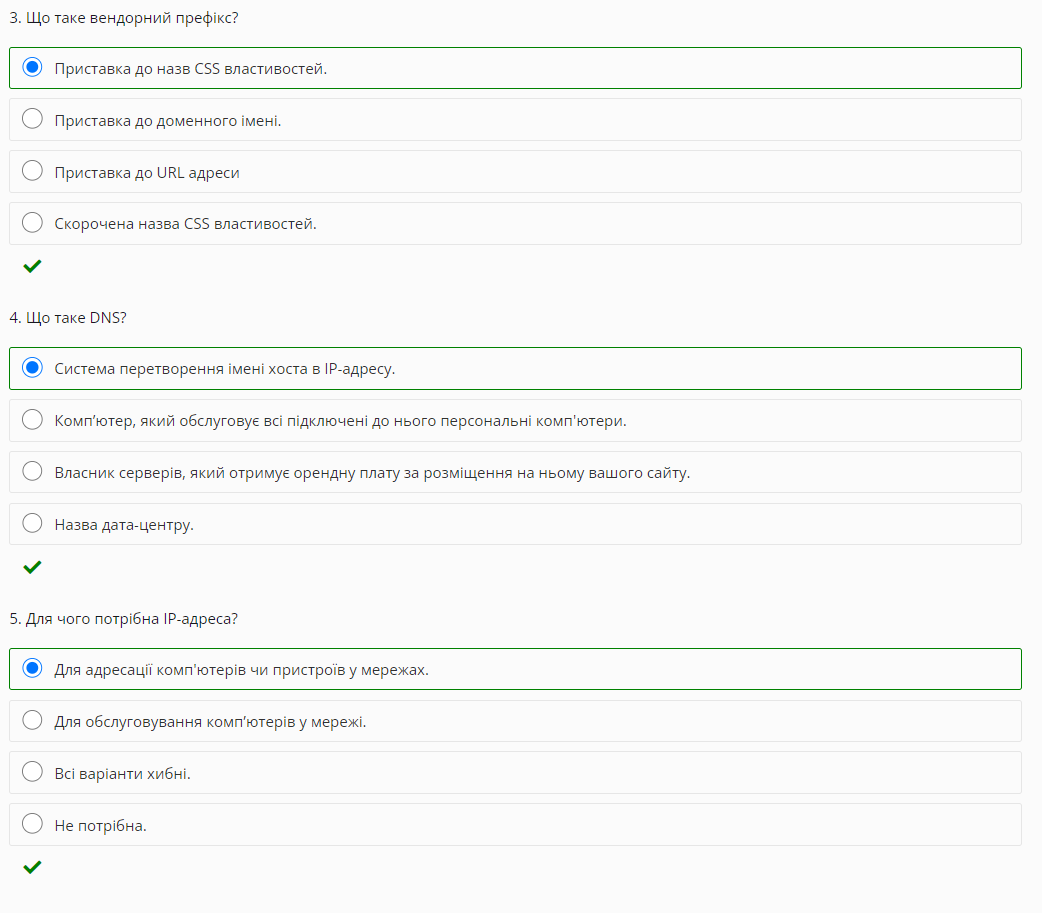 3. Що таке вендорний префікс?
Приставка до назв CSS властивостей.
Приставка до доменного імені.
Приставка до URL адреси
Скорочена назва CSS властивостей.
4. Що таке DNS?
Система перетворення імені хоста в IP-адресу.
Комп’ютер, який обслуговує всі підключені до нього персональні комп'ютери.
Власник серверів, який отримує орендну плату за розміщення на ньому вашого сайту.
Назва дата-центру.
5. Для чого потрібна IP-адреса?
Для адресації комп'ютерів чи пристроїв у мережах.
Для обслуговування комп’ютерів у мережі.
Всі варіанти хибні.
Не потрібна.